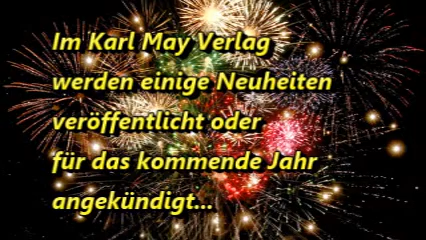 Im Karl May Verlag
werden einige Neuheiten
veröffentlicht oder
für das kommende Jahr
angekündigt...